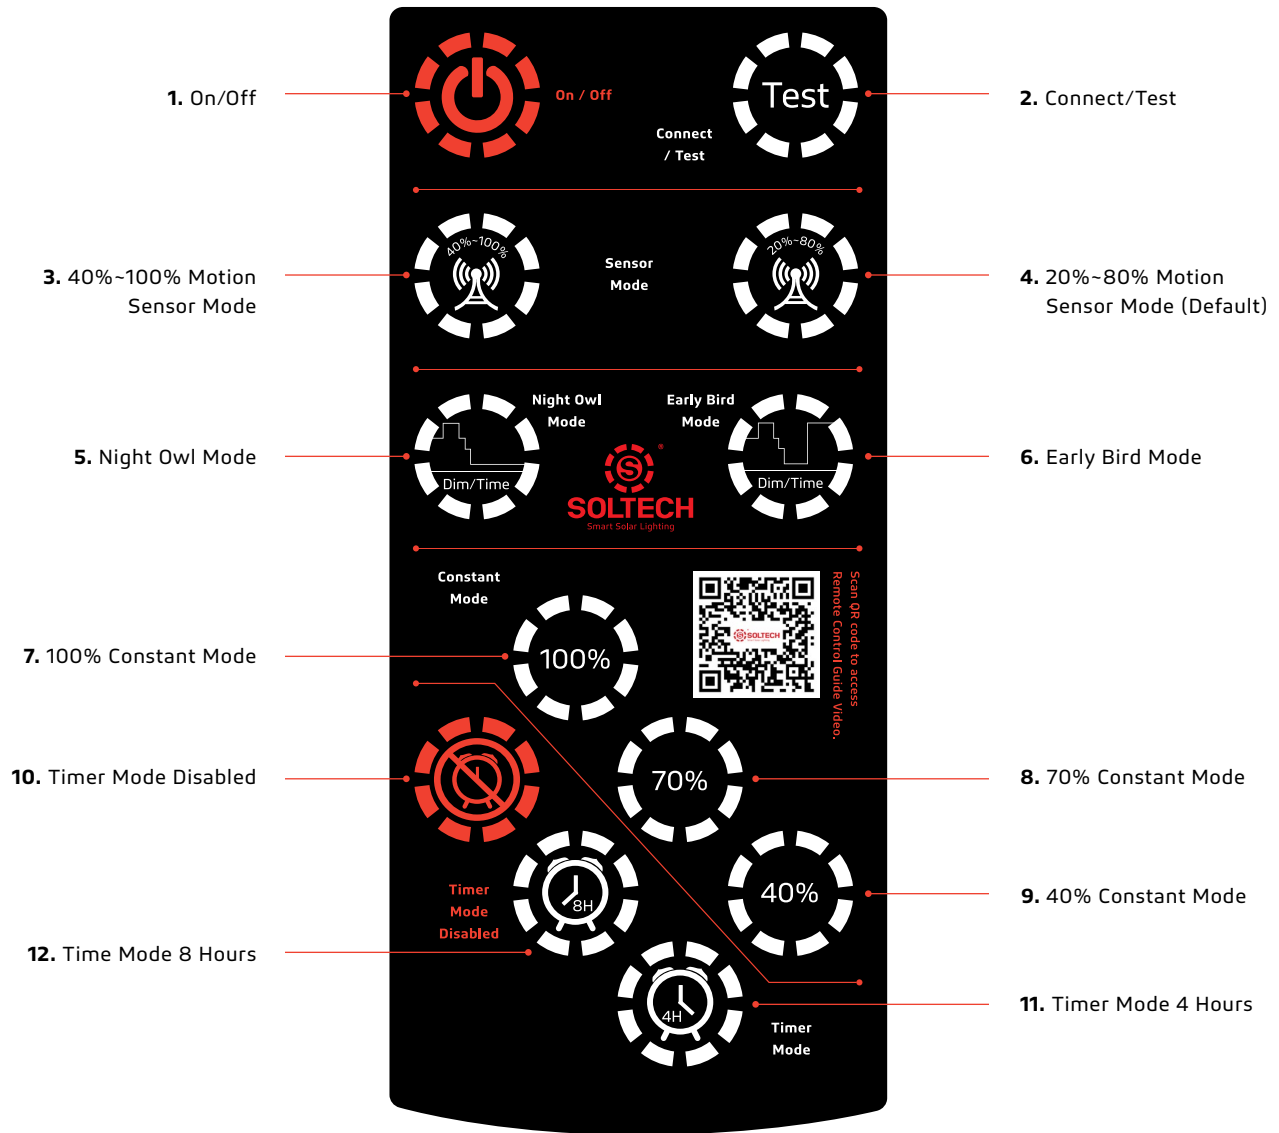 1. On/Off
On / Off
Test
Connect
/ Test
2. Connect/Test
40%~100%
Sensor
Mode
20%~80%
3. 40%~100% Motion
Sensor Mode
4. 20%~80% Motion
Sensor Mode (Default)
Night Owl
Mode
Early Bird
Mode
5. Night Owl Mode
Dim/Time
Dim/Time
6. Early Bird Mode
S
®
SOLTECH
Smart Solar Lighting
Constant
Mode
100%
7. 100% Constant Mode
S SOLTECH
Scan QR code to access
Remote Control Guide Video.
10. Timer Mode Disabled
70%
8. 70% Constant Mode
Timer
Mode
Disabled
8H
40%
9. 40% Constant Mode
12. Time Mode 8 Hours
4H
11. Timer Mode 4 Hours
Timer
Mode